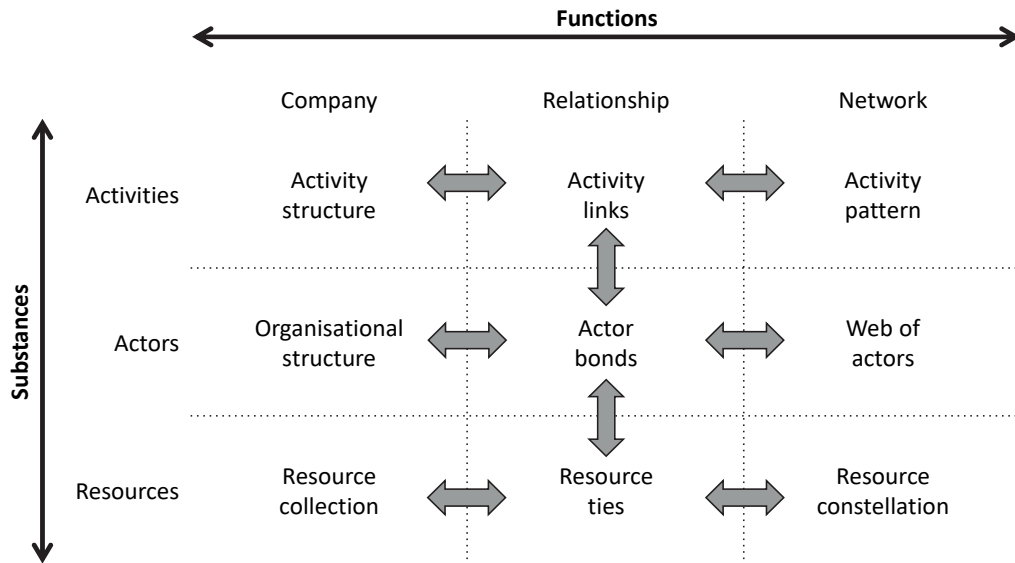 Functions
Company Relationship Network
Substances
Activities
Activity
structure
Activity
links
Activity
pattern
Actors
Organisational
structure
Actor
bonds
Web of
actors
Resources
Resource
collection
Resource
ties
Resource
constellation